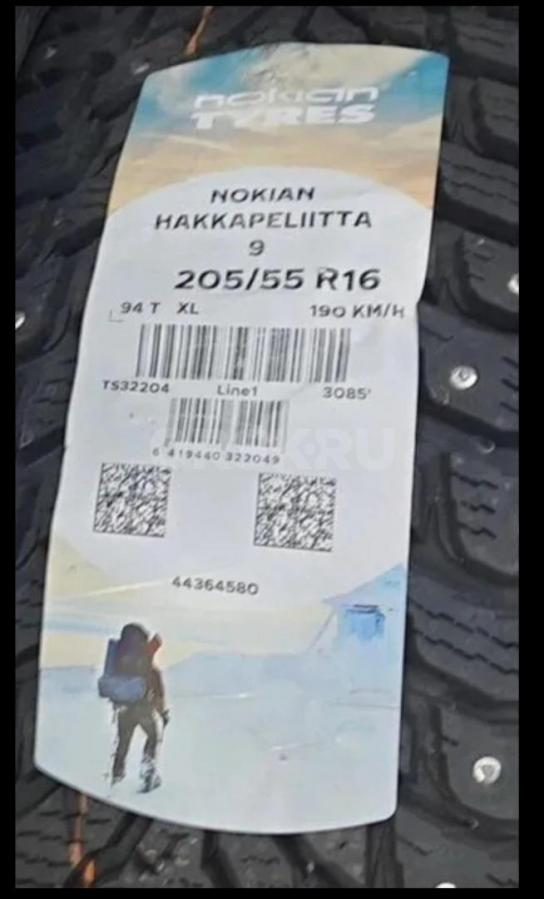 nokian
TYRES
NOKIAN
HAKKAPELIITTA
9
205/55 R16
94 T XL 190 KM/H
TS32204 Line1 3085'
6 419440 322049
44364580